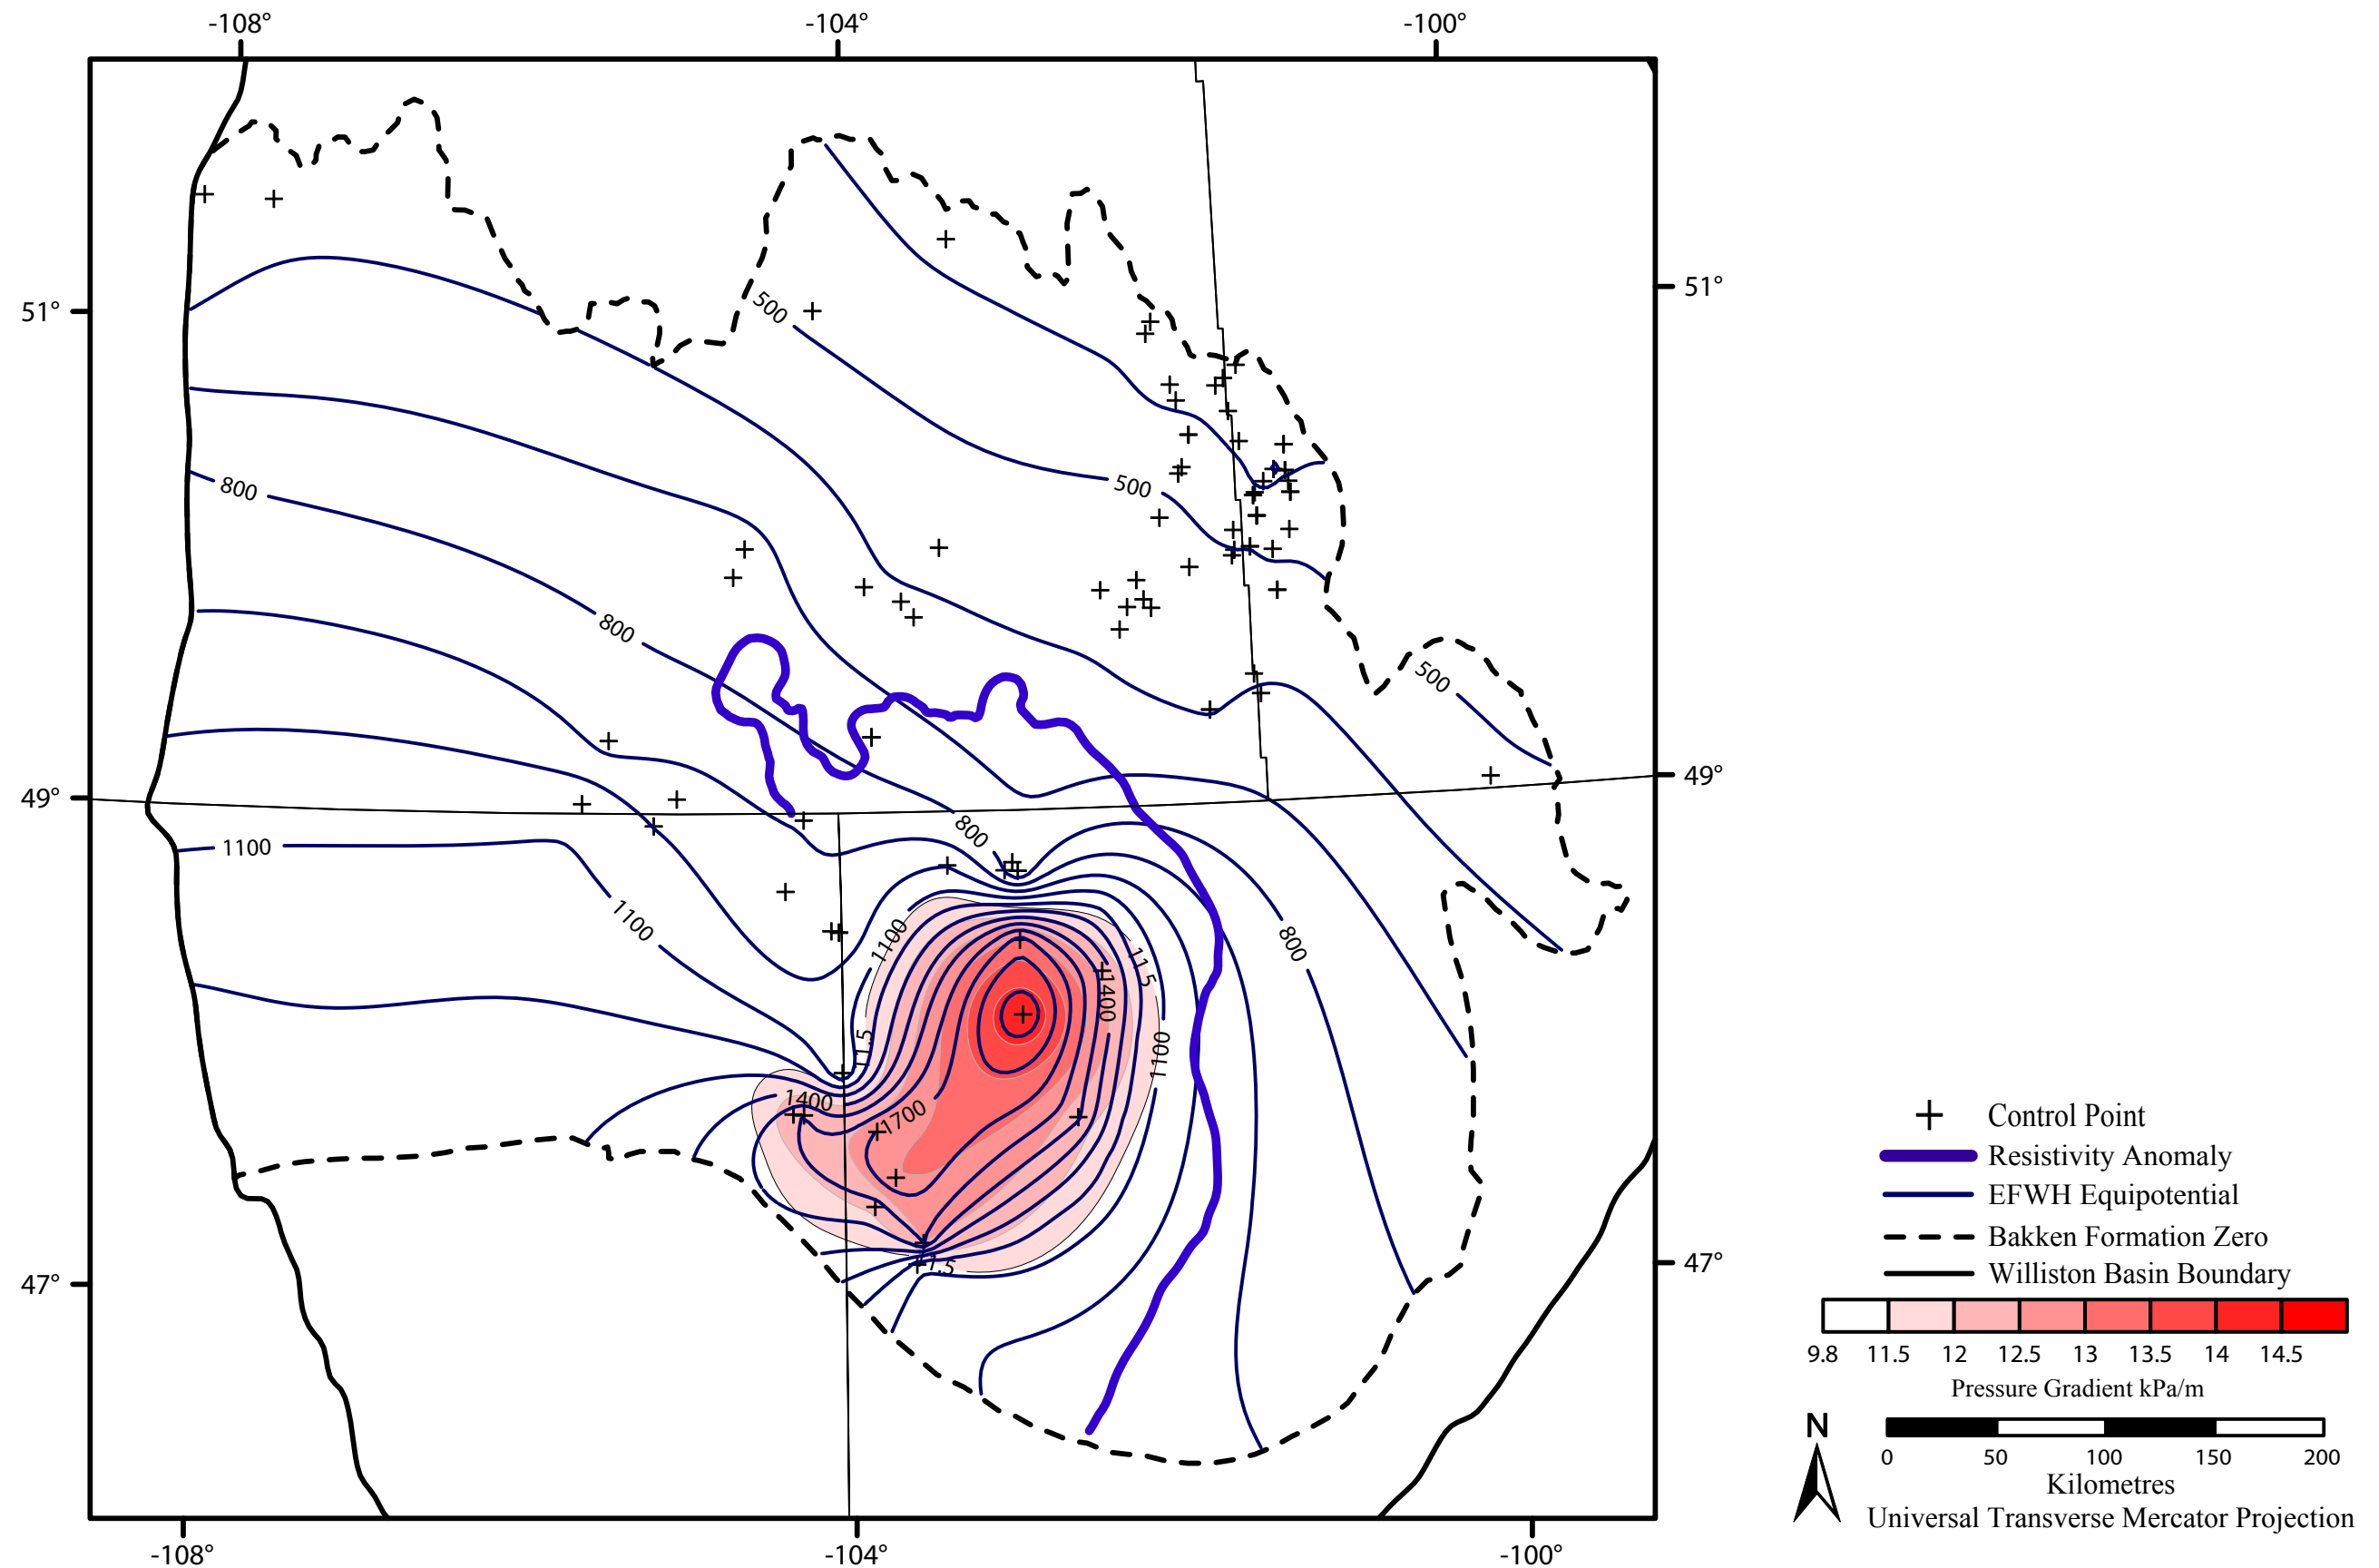 -108°
-104°
-100°
51°
51°
500
500
800
800
500
49°
49°
800
1100
1100
1100
800
11.5
1400
11.5
1100
1400
1700
47°
47°
1.5
-108°
-104°
-100°
Control Point
Resistivity Anomaly
EFWH Equipotential
Bakken Formation Zero
Williston Basin Boundary
9.8 11.5 12 12.5 13 13.5 14 14.5
Pressure Gradient kPa/m
N
0 50 100 150 200
Kilometres
Universal Transverse Mercator Projection